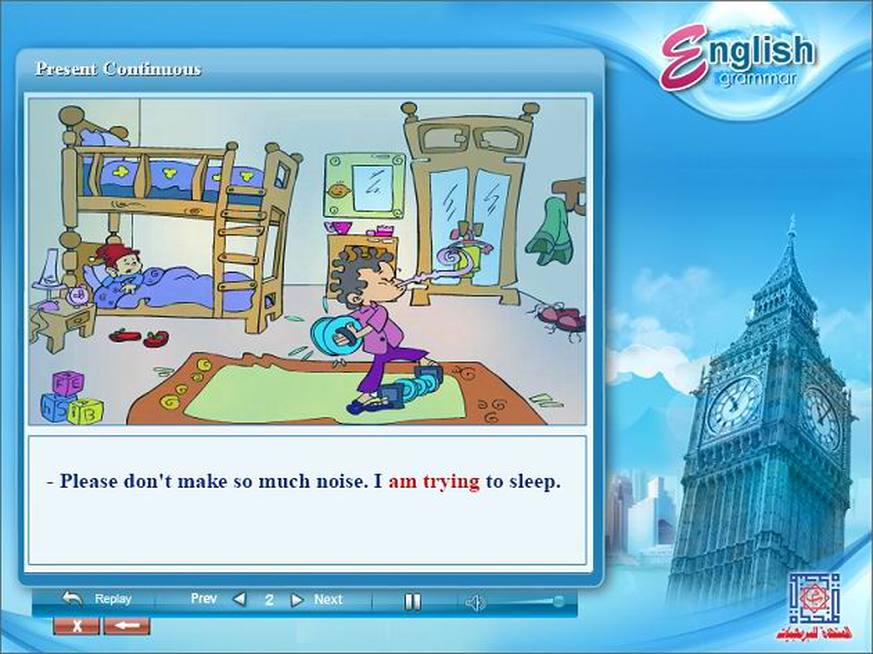 English
grammar
Present Continuous
- Please don't make so much noise. I am trying to sleep.
Replay
Prev
2
Next
X